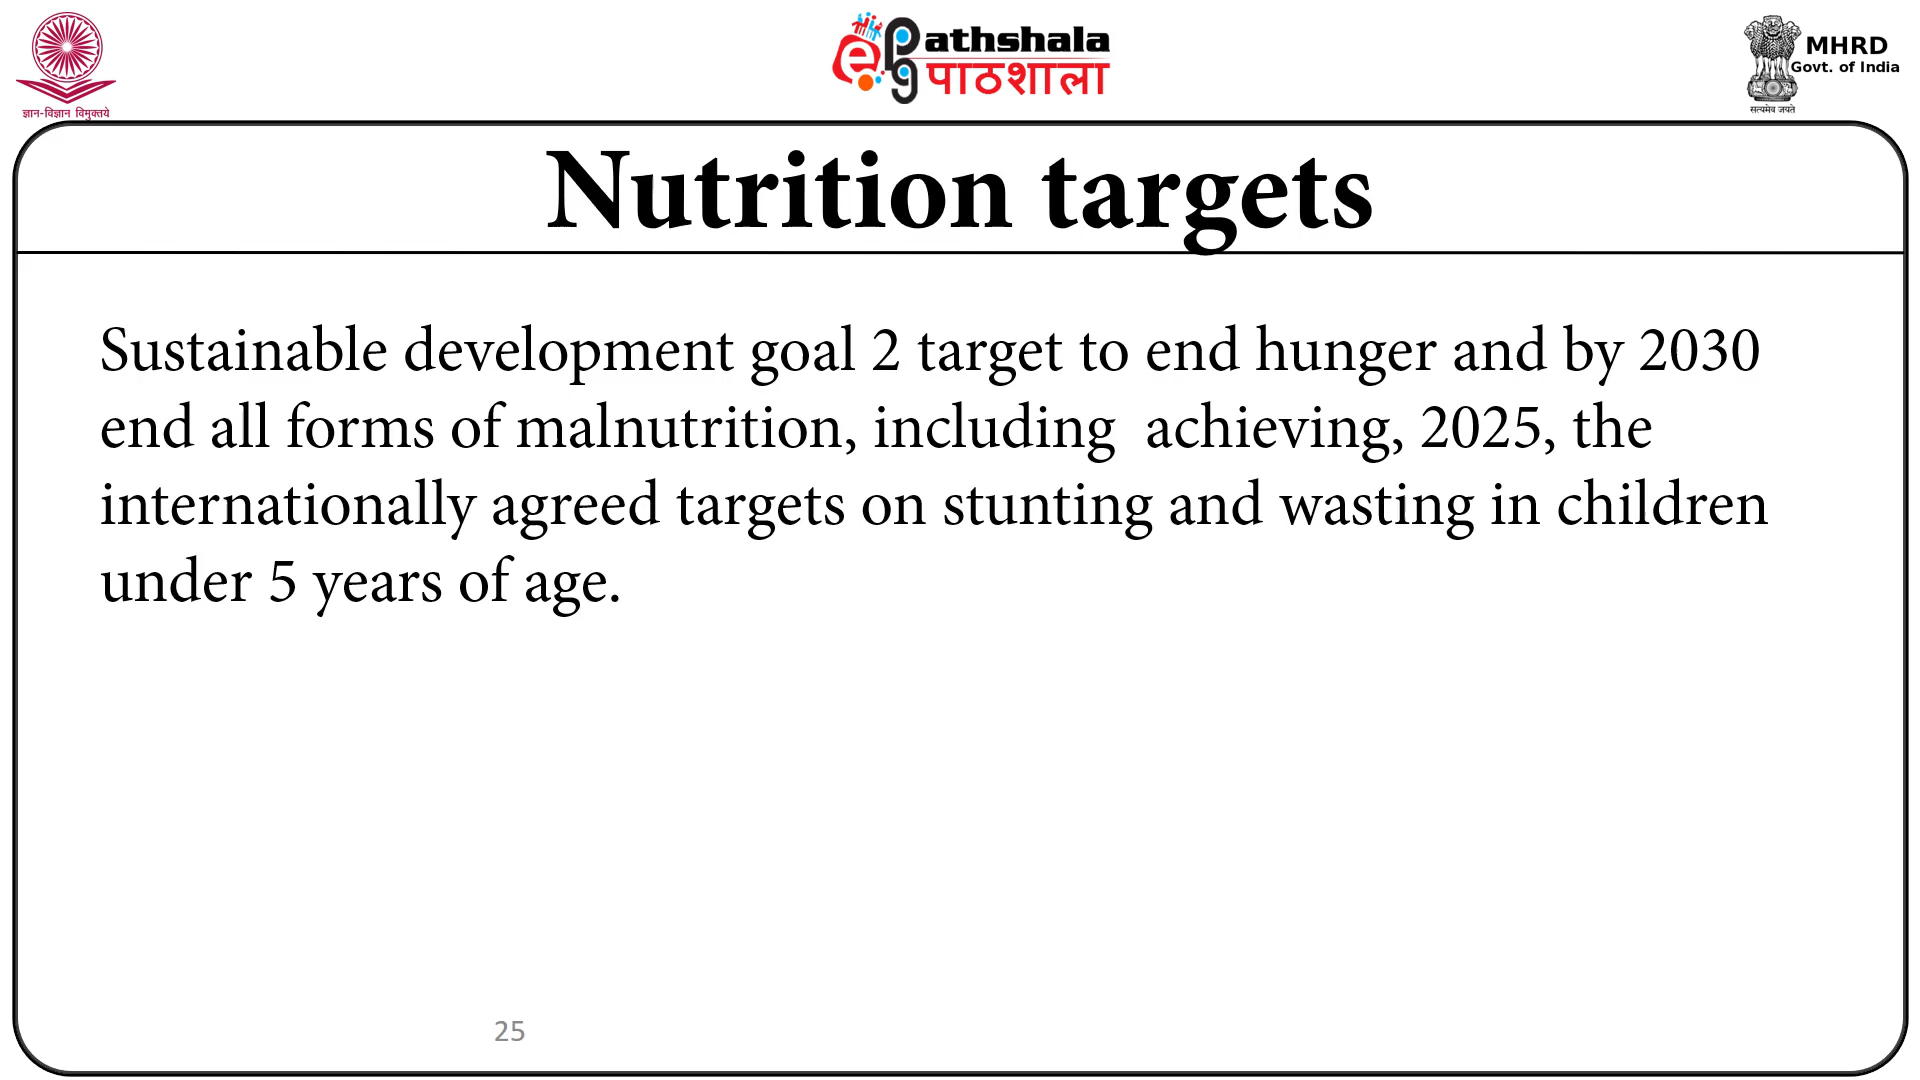 ज्ञान-विज्ञान विमुक्तये
ePG Pathshala
पाठशाला
MHRD
Govt. of India
सत्यमेव जयते
Nutrition targets
Sustainable development goal 2 target to end hunger and by 2030
end all forms of malnutrition, including  achieving, 2025, the
internationally agreed targets on stunting and wasting in children
under 5 years of age.
25